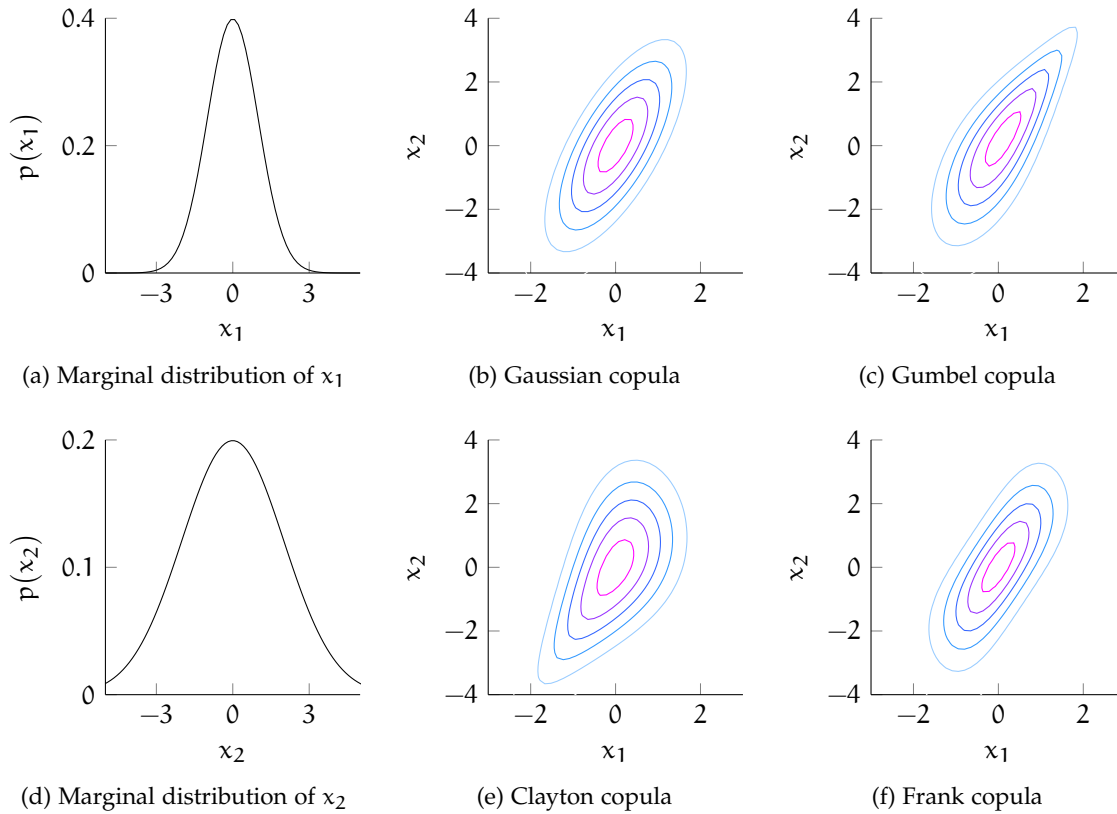 0.4
0.2
0
−3
0
3
p(x₁)
x₁
(a) Marginal distribution of x₁
4
2
0
−2
−4
−2
0
2
x₂
x₁
(b) Gaussian copula
4
2
0
−2
−4
−2
0
2
x₂
x₁
(c) Gumbel copula
0.2
0.1
0
−3
0
3
p(x₂)
x₂
(d) Marginal distribution of x₂
4
2
0
−2
−4
−2
0
2
x₂
x₁
(e) Clayton copula
4
2
0
−2
−4
−2
0
2
x₂
x₁
(f) Frank copula